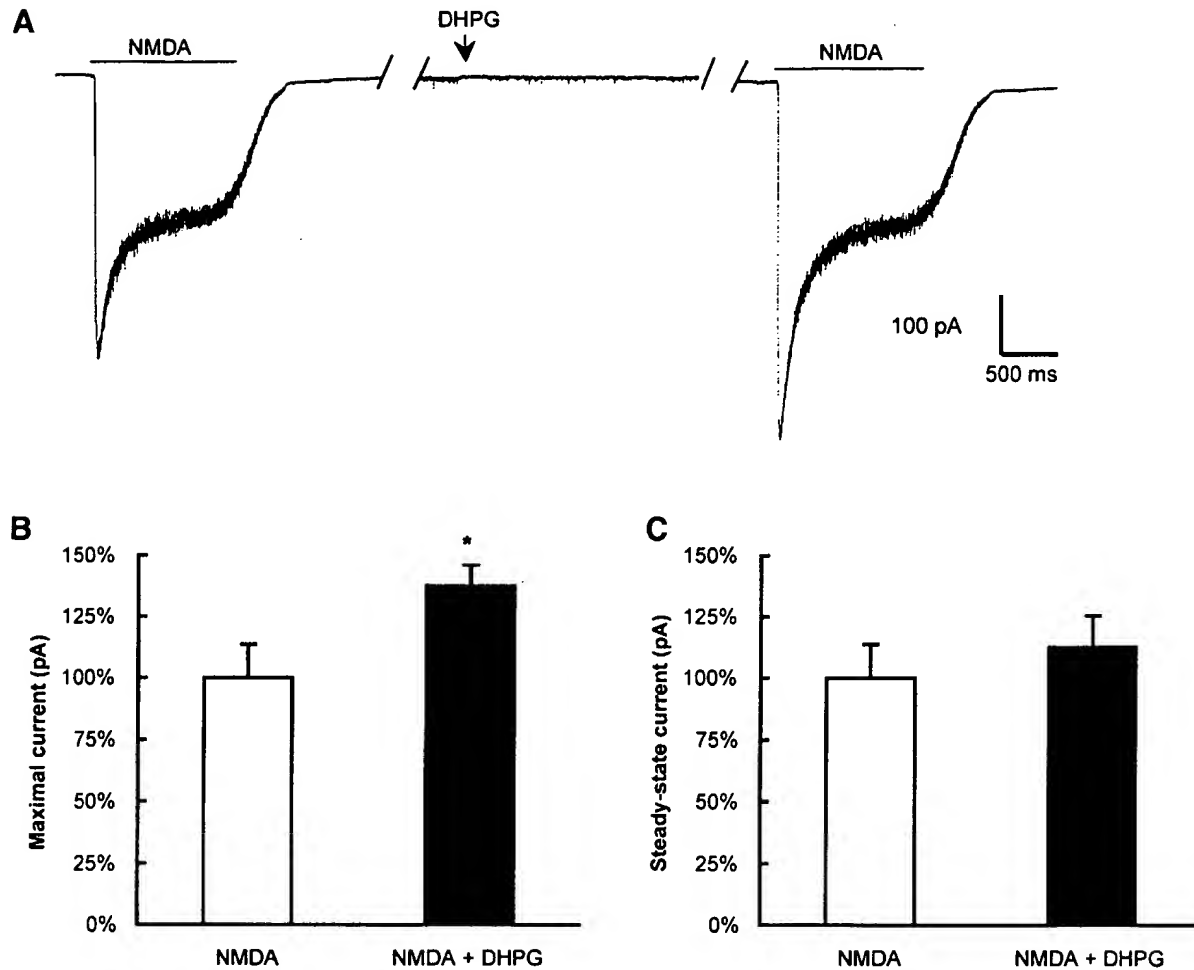 A
NMDA
DHPG
NMDA
100 pA
500 ms
B
Maximal current (pA)
150%
125%
100%
75%
50%
25%
0%
*
NMDA
NMDA + DHPG
C
Steady-state current (pA)
150%
125%
100%
75%
50%
25%
0%
NMDA
NMDA + DHPG